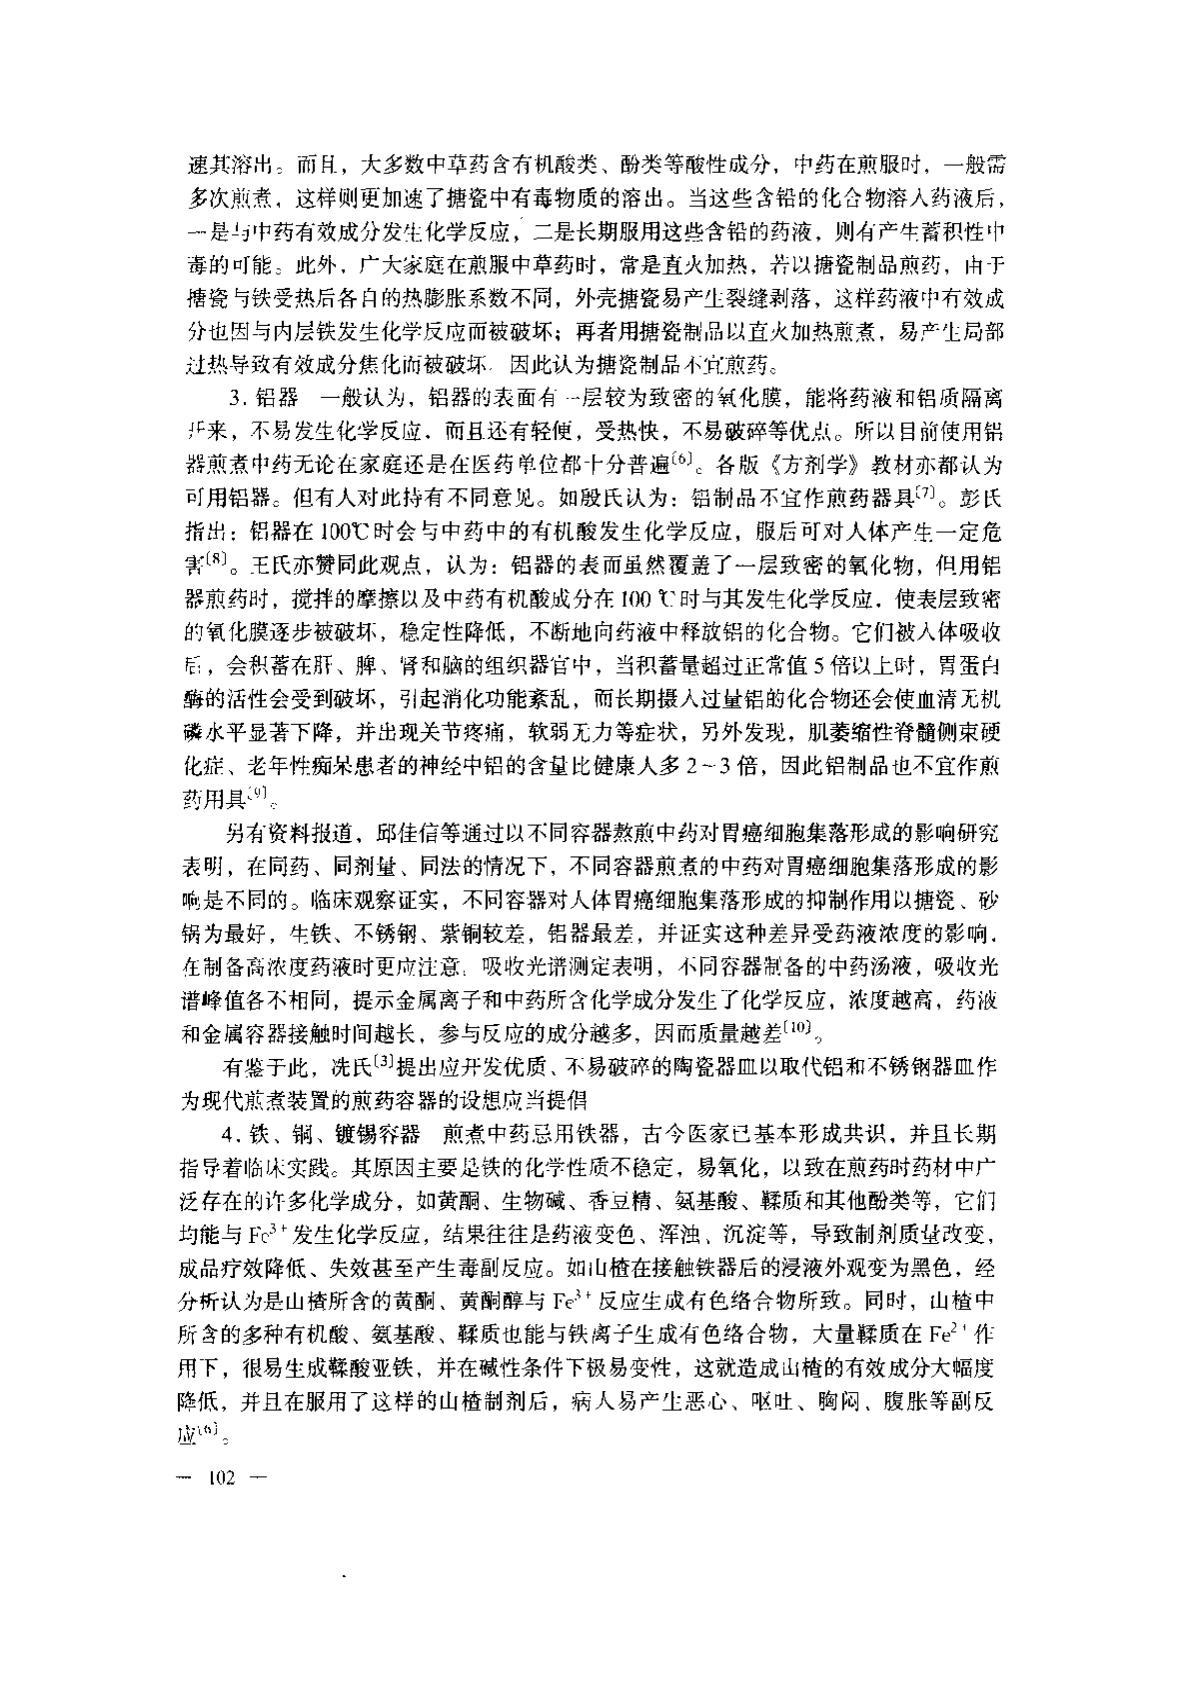 速其溶出。而且，大多数中草药含有机酸类、酚类等酸性成分，中药在煎服时，一般需
多次煎煮，这样则更加速了搪瓷中有毒物质的溶出。当这些含铅的化合物溶入药液后，
一是与中药有效成分发生化学反应，二是长期服用这些含铅的药液，则有产生蓄积性中
毒的可能。此外，广大家庭在煎服中草药时，常是直火加热，若以搪瓷制品煎药，由于
搪瓷与铁受热后各自的热膨胀系数不同，外壳搪瓷易产生裂缝剥落，这样药液中有效成
分也因与内层铁发生化学反应而被破坏；再者用搪瓷制品以直火加热煎煮，易产生局部
过热导致有效成分焦化而被破坏。因此认为搪瓷制品不宜煎药。
3. 铝器　一般认为，铝器的表面有一层较为致密的氧化膜，能将药液和铝质隔离
开来，不易发生化学反应．而且还有轻便，受热快，不易破碎等优点。所以目前使用铝
器煎煮中药无论在家庭还是在医药单位都十分普遍〔6〕。各版《方剂学》教材亦都认为
可用铝器。但有人对此持有不同意见。如殷氏认为：铝制品不宜作煎药器具〔7〕。彭氏
指出：铝器在 100℃时会与中药中的有机酸发生化学反应，服后可对人体产生一定危
害〔8〕。王氏亦赞同此观点，认为：铝器的表面虽然覆盖了一层致密的氧化物，但用铝
器煎药时，搅拌的摩擦以及中药有机酸成分在 100 ℃时与其发生化学反应．使表层致密
的氧化膜逐步被破坏，稳定性降低，不断地向药液中释放铝的化合物。它们被人体吸收
后，会积蓄在肝、脾、肾和脑的组织器官中，当积蓄量超过正常值 5 倍以上时，胃蛋白
酶的活性会受到破坏，引起消化功能紊乱，而长期摄入过量铝的化合物还会使血清无机
磷水平显著下降，并出现关节疼痛，软弱无力等症状，另外发现，肌萎缩性脊髓侧束硬
化症、老年性痴呆患者的神经中铝的含量比健康人多 2～3 倍，因此铝制品也不宜作煎
药用具〔9〕。
另有资料报道，邱佳信等通过以不同容器熬煎中药对胃癌细胞集落形成的影响研究
表明，在同药、同剂量、同法的情况下，不同容器煎煮的中药对胃癌细胞集落形成的影
响是不同的。临床观察证实，不同容器对人体胃癌细胞集落形成的抑制作用以搪瓷、砂
锅为最好，生铁、不锈钢、紫铜较差，铝器最差，并证实这种差异受药液浓度的影响．
在制备高浓度药液时更应注意。吸收光谱测定表明，不同容器制备的中药汤液，吸收光
谱峰值各不相同，提示金属离子和中药所含化学成分发生了化学反应，浓度越高，药液
和金属容器接触时间越长，参与反应的成分越多，因而质量越差〔10〕。
有鉴于此，冼氏〔3〕提出应开发优质、不易破碎的陶瓷器皿以取代铝和不锈钢器皿作
为现代煎煮装置的煎药容器的设想应当提倡
4. 铁、铜、镀锡容器　煎煮中药忌用铁器，古今医家已基本形成共识，并且长期
指导着临床实践。其原因主要是铁的化学性质不稳定，易氧化，以致在煎药时药材中广
泛存在的许多化学成分，如黄酮、生物碱、香豆精、氨基酸、鞣质和其他酚类等，它们
均能与 Fe³⁺ 发生化学反应，结果往往是药液变色、浑浊、沉淀等，导致制剂质量改变，
成品疗效降低、失效甚至产生毒副反应。如山楂在接触铁器后的浸液外观变为黑色，经
分析认为是山楂所含的黄酮、黄酮醇与 Fe³⁺ 反应生成有色络合物所致。同时，山楂中
所含的多种有机酸、氨基酸、鞣质也能与铁离子生成有色络合物，大量鞣质在 Fe²⁺ 作
用下，很易生成鞣酸亚铁，并在碱性条件下极易变性，这就造成山楂的有效成分大幅度
降低，并且在服用了这样的山楂制剂后，病人易产生恶心、呕吐、胸闷、腹胀等副反
应〔6〕。
— 102 —